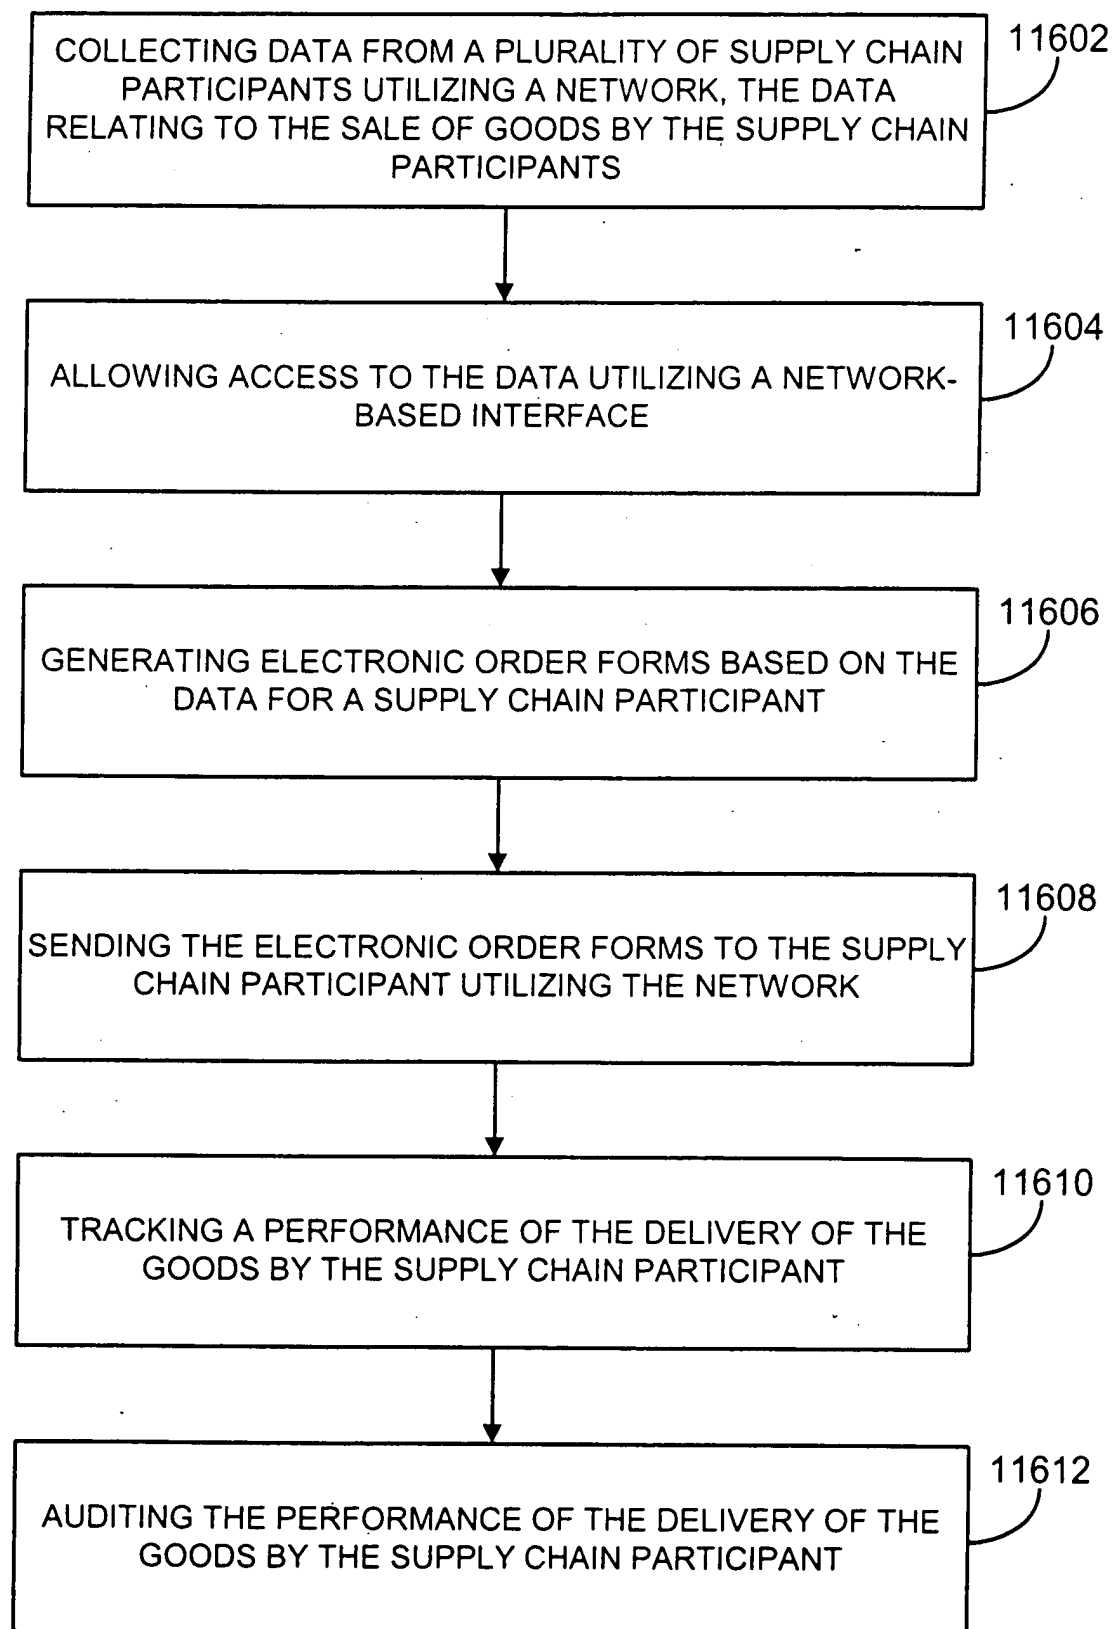 COLLECTING DATA FROM A PLURALITY OF SUPPLY CHAIN
PARTICIPANTS UTILIZING A NETWORK, THE DATA
RELATING TO THE SALE OF GOODS BY THE SUPPLY CHAIN
PARTICIPANTS
11602
ALLOWING ACCESS TO THE DATA UTILIZING A NETWORK-
BASED INTERFACE
11604
GENERATING ELECTRONIC ORDER FORMS BASED ON THE
DATA FOR A SUPPLY CHAIN PARTICIPANT
11606
SENDING THE ELECTRONIC ORDER FORMS TO THE SUPPLY
CHAIN PARTICIPANT UTILIZING THE NETWORK
11608
TRACKING A PERFORMANCE OF THE DELIVERY OF THE
GOODS BY THE SUPPLY CHAIN PARTICIPANT
11610
AUDITING THE PERFORMANCE OF THE DELIVERY OF THE
GOODS BY THE SUPPLY CHAIN PARTICIPANT
11612